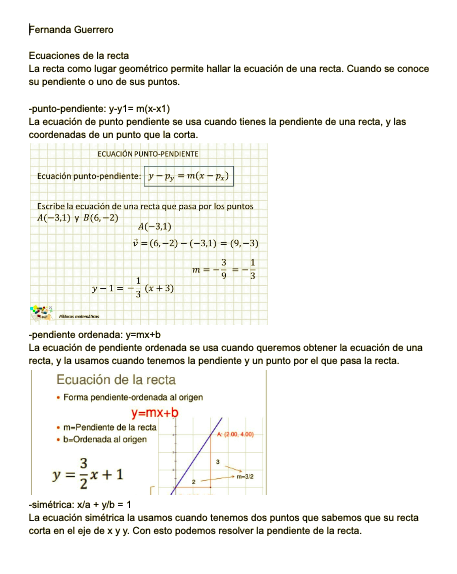 Fernanda Guerrero
Ecuaciones de la recta
La recta como lugar geométrico permite hallar la ecuación de una recta. Cuando se conoce
su pendiente o uno de sus puntos.
-punto-pendiente: y-y1= m(x-x1)
La ecuación de punto pendiente se usa cuando tienes la pendiente de una recta, y las
coordenadas de un punto que la corta.
ECUACIÓN PUNTO-PENDIENTE
Ecuación punto-pendiente: y − p_y = m(x − p_x)
Escribe la ecuación de una recta que pasa por los puntos
A(−3,1) y B(6,−2)
A(−3,1)
v⃗ = (6,−2) − (−3,1) = (9,−3)
m = −3/9 = −1/3
y − 1 = −1/3 (x + 3)
-pendiente ordenada: y=mx+b
La ecuación de pendiente ordenada se usa cuando queremos obtener la ecuación de una
recta, y la usamos cuando tenemos la pendiente y un punto por el que pasa la recta.
Ecuación de la recta
• Forma pendiente-ordenada al origen
y=mx+b
• m=Pendiente de la recta
• b=Ordenada al origen
A: (2.00, 4.00)
3
m=3/2
2
y = 3/2 x + 1
-simétrica: x/a + y/b = 1
La ecuación simétrica la usamos cuando tenemos dos puntos que sabemos que su recta
corta en el eje de x y y. Con esto podemos resolver la pendiente de la recta.